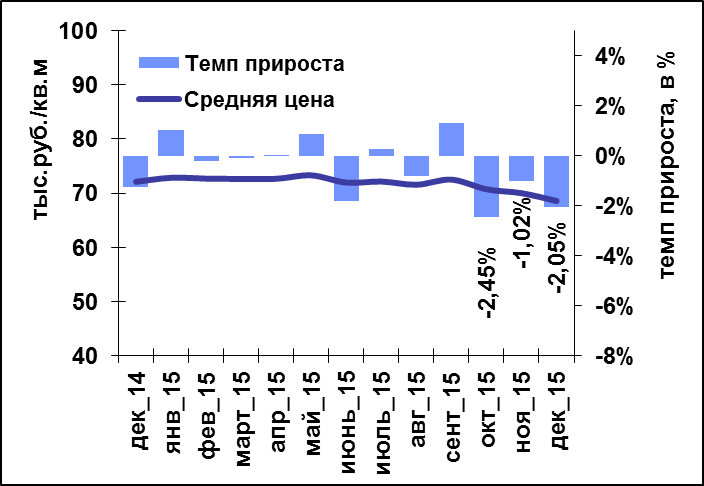 тыс.руб./кв.м
100
90
80
70
60
50
40
Темп прироста
Средняя цена
4%
2%
0%
-2%
-4%
-6%
-8%
темп прироста, в %
-2,45%
-1,02%
-2,05%
дек_14
янв_15
фев_15
март_15
апр_15
май_15
июнь_15
июль_15
авг_15
сент_15
окт_15
ноя_15
дек_15